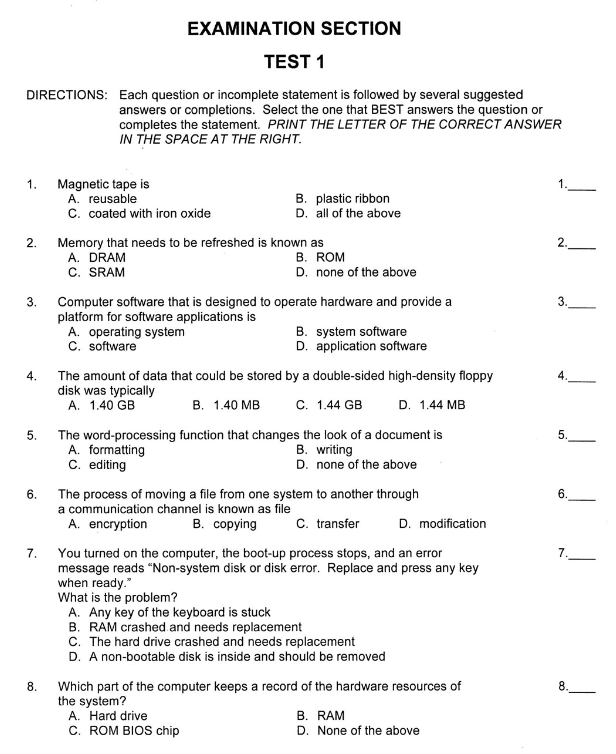 EXAMINATION SECTION
TEST 1
DIRECTIONS: Each question or incomplete statement is followed by several suggested
answers or completions. Select the one that BEST answers the question or
completes the statement. PRINT THE LETTER OF THE CORRECT ANSWER
IN THE SPACE AT THE RIGHT.
1. Magnetic tape is 1.____
A. reusable B. plastic ribbon
C. coated with iron oxide D. all of the above
2. Memory that needs to be refreshed is known as 2.____
A. DRAM B. ROM
C. SRAM D. none of the above
3. Computer software that is designed to operate hardware and provide a 3.____
platform for software applications is
A. operating system B. system software
C. software D. application software
4. The amount of data that could be stored by a double-sided high-density floppy 4.____
disk was typically
A. 1.40 GB B. 1.40 MB C. 1.44 GB D. 1.44 MB
5. The word-processing function that changes the look of a document is 5.____
A. formatting B. writing
C. editing D. none of the above
6. The process of moving a file from one system to another through 6.____
a communication channel is known as file
A. encryption B. copying C. transfer D. modification
7. You turned on the computer, the boot-up process stops, and an error 7.____
message reads “Non-system disk or disk error. Replace and press any key
when ready.”
What is the problem?
A. Any key of the keyboard is stuck
B. RAM crashed and needs replacement
C. The hard drive crashed and needs replacement
D. A non-bootable disk is inside and should be removed
8. Which part of the computer keeps a record of the hardware resources of 8.____
the system?
A. Hard drive B. RAM
C. ROM BIOS chip D. None of the above